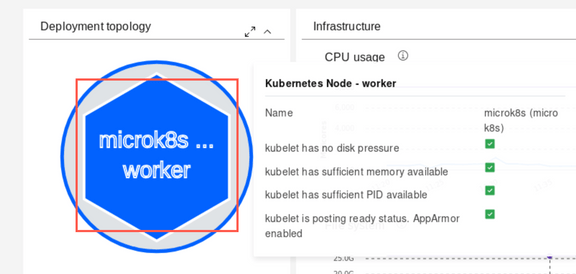 Deployment topology
Infrastructure
CPU usage
microk8s ...
worker
Kubernetes Node - worker
Name
microk8s (micro
k8s)
kubelet has no disk pressure
kubelet has sufficient memory available
kubelet has sufficient PID available
kubelet is posting ready status. AppArmor
enabled
25.0G
20.0G